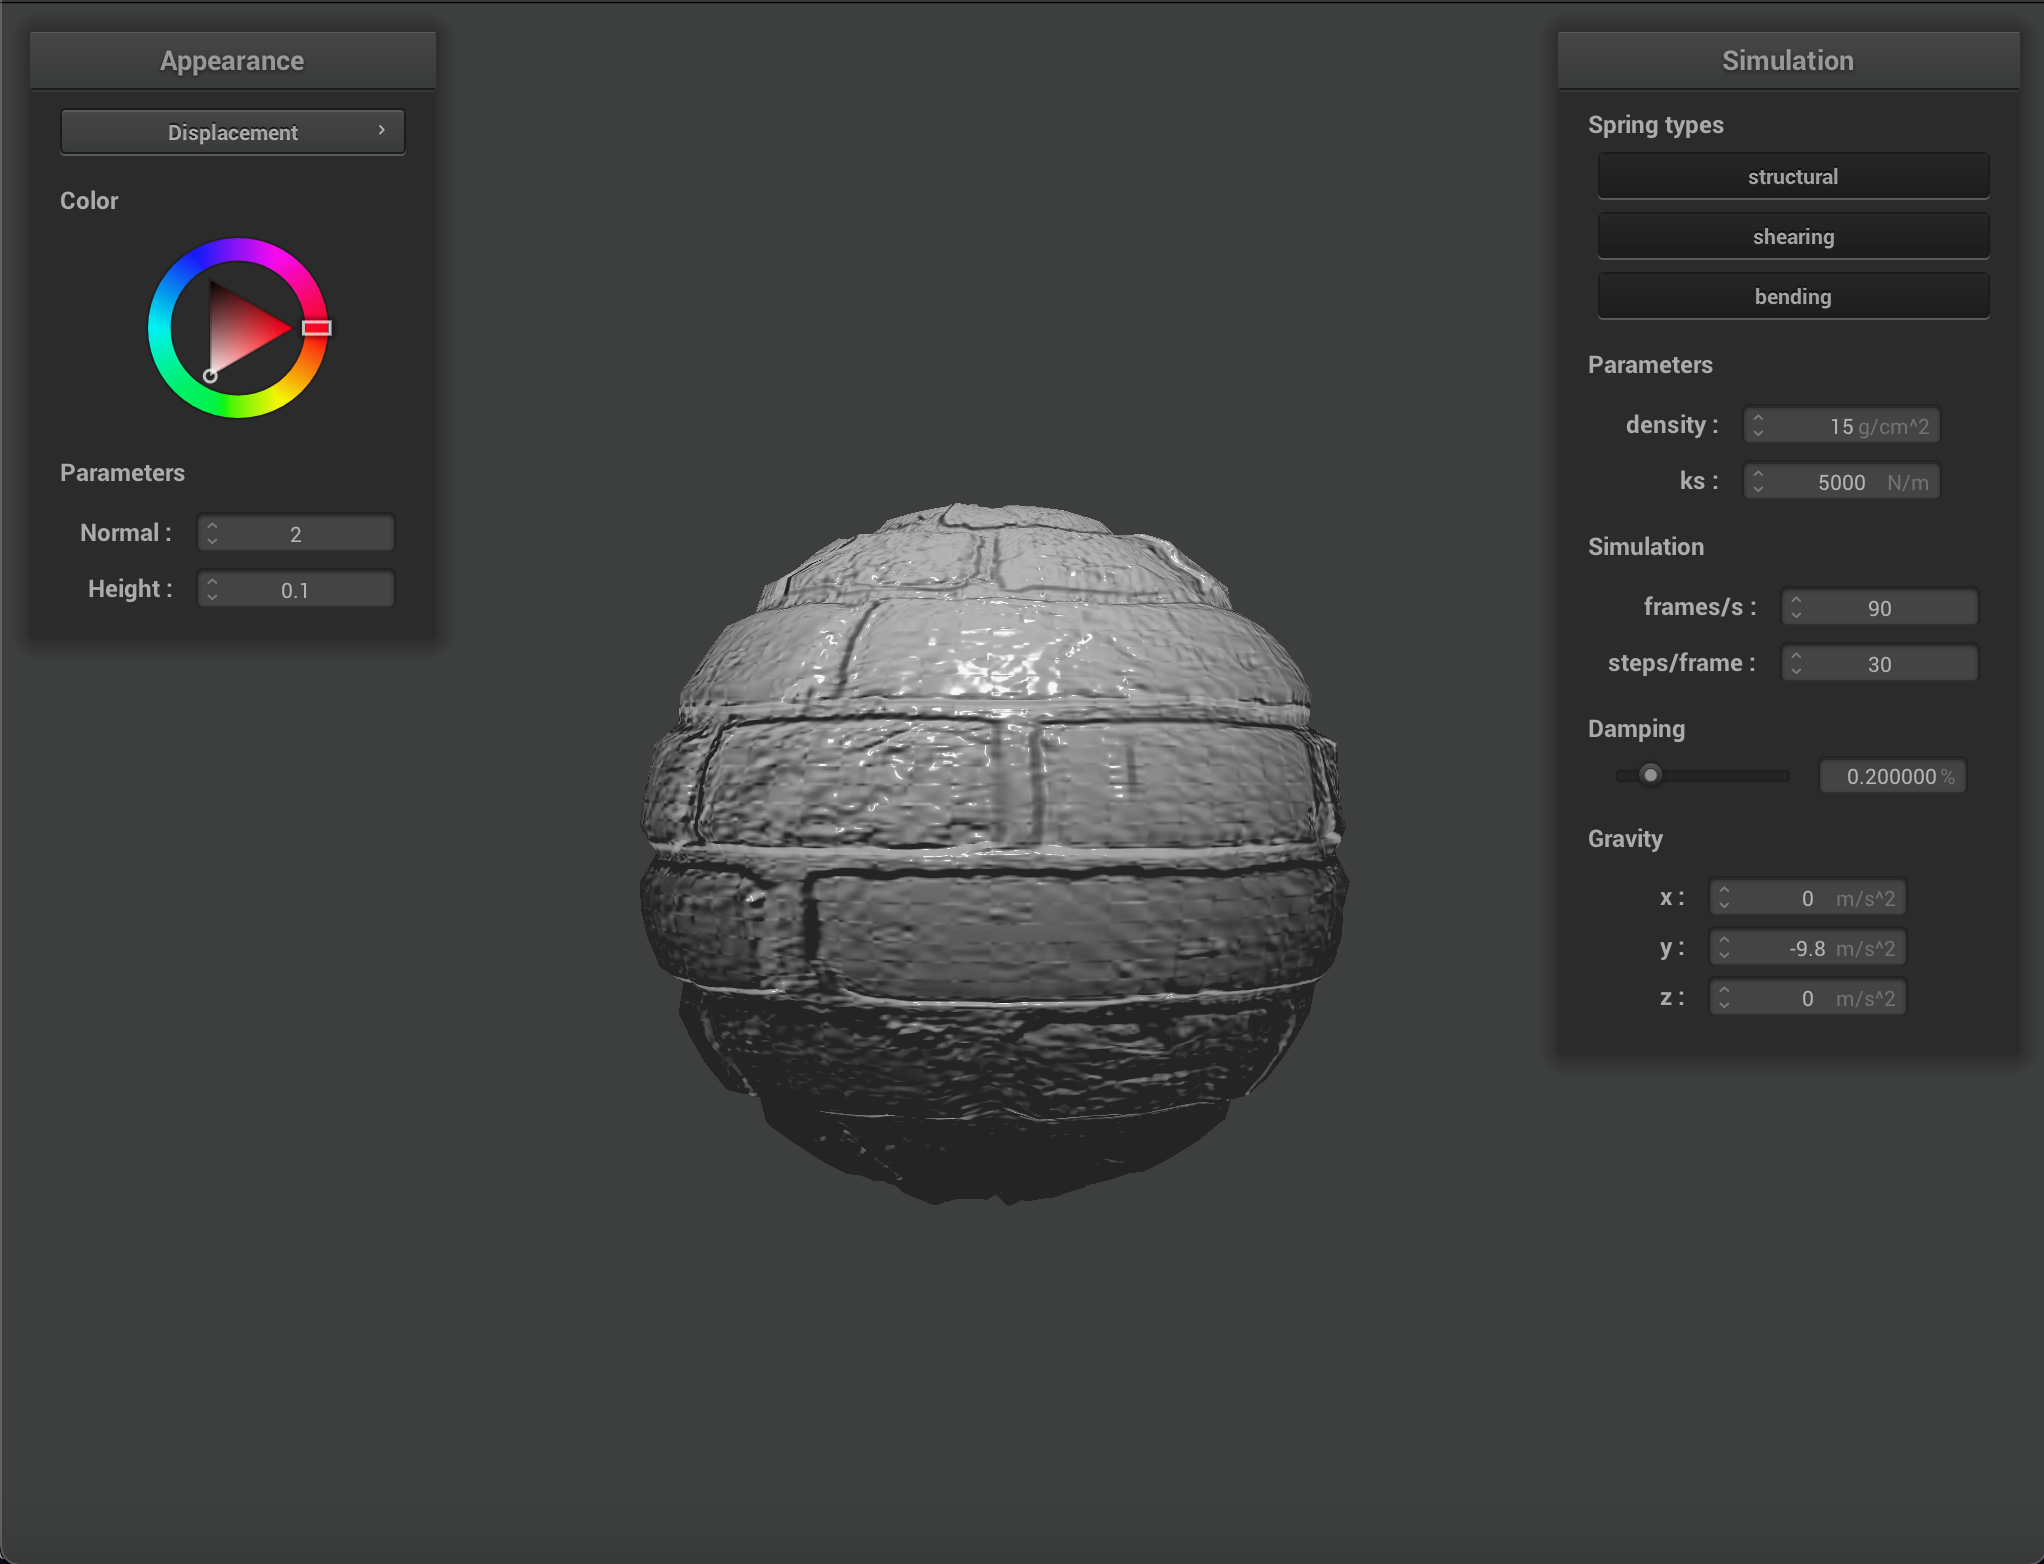 Appearance
Displacement
Color
Parameters
Normal : 2
Height : 0.1
Simulation
Spring types
structural
shearing
bending
Parameters
density : 15 g/cm^2
ks : 5000 N/m
Simulation
frames/s : 90
steps/frame : 30
Damping
0.200000 %
Gravity
x : 0 m/s^2
y : -9.8 m/s^2
z : 0 m/s^2